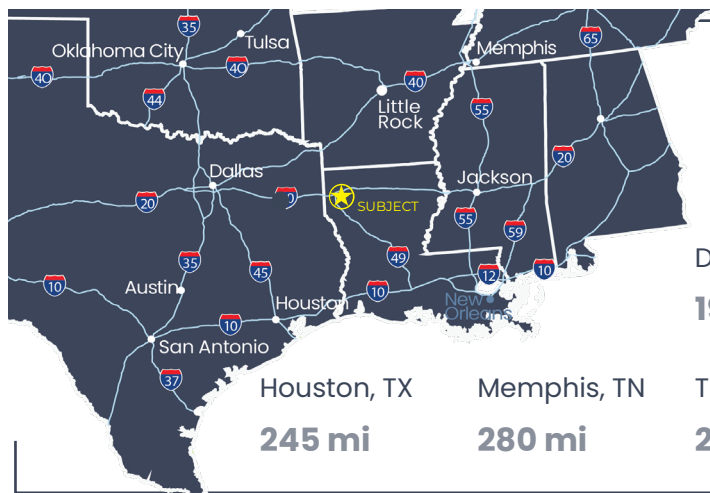 35
Tulsa
Oklahoma City
65
Memphis
40
40
40
44
Little
Rock
55
20
Dallas
Jackson
20
SUBJECT
55
59
49
35
45
12
10
10
10
Austin
Houston
New
Orleans
10
San Antonio
37
D
19
Houston, TX
Memphis, TN
T
245 mi
280 mi
2